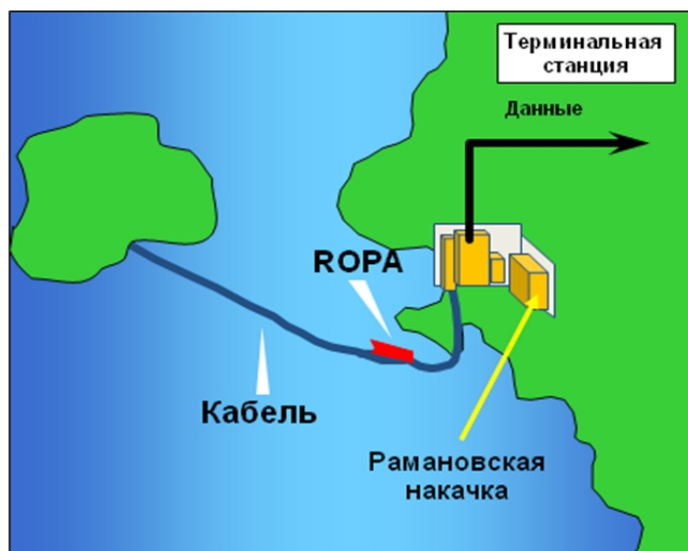 Терминальная
станция
Данные
ROPA
Кабель
Рамановская
накачка